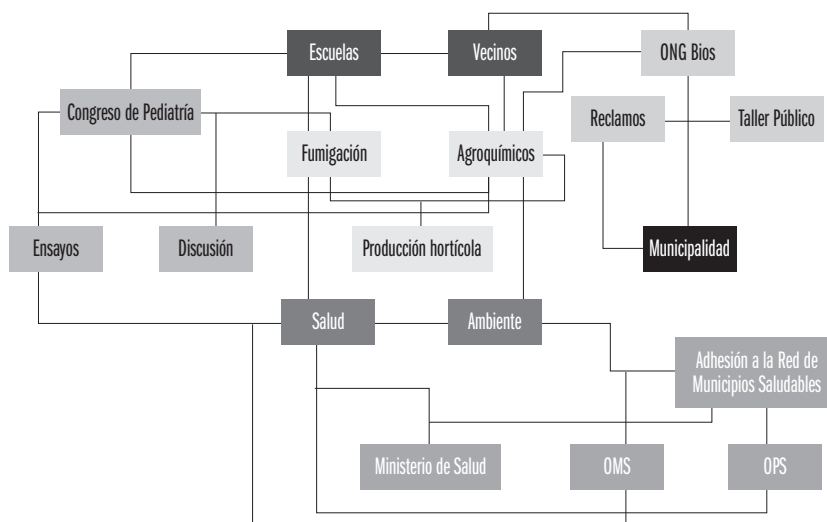 Escuelas
Vecinos
ONG Bios
Congreso de Pediatría
Reclamos
Taller Público
Fumigación
Agroquímicos
Ensayos
Discusión
Producción hortícola
Municipalidad
Salud
Ambiente
Adhesión a la Red de
Municipios Saludables
Ministerio de Salud
OMS
OPS